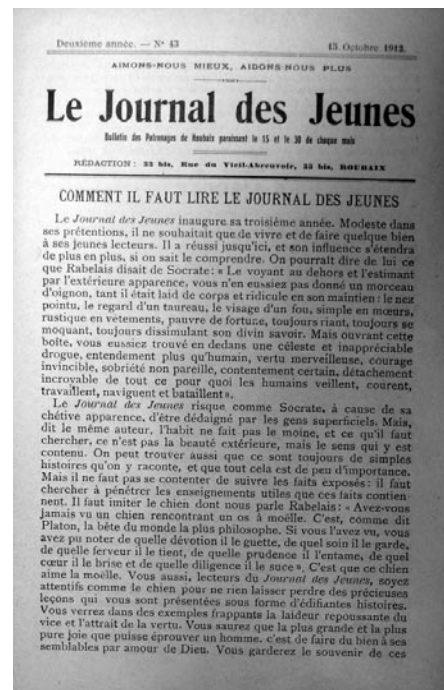 Deuxième année. — N° 43
15 Octobre 1912.
AIMONS-NOUS MIEUX, AIDONS-NOUS PLUS
Le Journal des Jeunes
Bulletin des Patronages de Roubaix paraissant le 15 et le 30 de chaque mois
RÉDACTION : 33 bis, Rue du Vieil-Abreuvoir, 33 bis, ROUBAIX
COMMENT IL FAUT LIRE LE JOURNAL DES JEUNES
Le Journal des Jeunes inaugure sa troisième année. Modeste dans
ses prétentions, il ne souhaitait que de vivre et de faire quelque bien
à ses jeunes lecteurs. Il a réussi jusqu'ici, et son influence s'étendra
de plus en plus, si on sait le comprendre. On pourrait dire de lui ce
que Rabelais disait de Socrate : « Le voyant au dehors et l'estimant
par l'extérieure apparence, vous n'en eussiez pas donné un morceau
d'oignon, tant il était laid de corps et ridicule en son maintien : le nez
pointu, le regard d'un taureau, le visage d'un fou, simple en mœurs,
rustique en vêtements, pauvre de fortune, toujours riant, toujours se
moquant, toujours dissimulant son divin savoir. Mais ouvrant cette
boîte, vous eussiez trouvé en dedans une céleste et inappréciable
drogue, entendement plus qu'humain, vertu merveilleuse, courage
invincible, sobriété non pareille, contentement certain, détachement
incroyable de tout ce pour quoi les humains veillent, courent,
travaillent, naviguent et bataillent ».
Le Journal des Jeunes risque comme Socrate, à cause de sa
chétive apparence, d'être dédaigné par les gens superficiels. Mais,
dit le même auteur, l'habit ne fait pas le moine, et ce qu'il faut
chercher, ce n'est pas la beauté extérieure, mais le sens qui y est
contenu. On peut trouver aussi que ce sont toujours de simples
histoires qu'on y raconte, et que tout cela est de peu d'importance.
Mais il ne faut pas se contenter de suivre les faits exposés : il faut
chercher à pénétrer les enseignements utiles que ces faits contien-
nent. Il faut imiter le chien dont nous parle Rabelais : « Avez-vous
jamais vu un chien rencontrant un os à moëlle. C'est, comme dit
Platon, la bête du monde la plus philosophe. Si vous l'avez vu, vous
avez pu noter de quelle dévotion il le guette, de quel soin il le garde,
de quelle ferveur il le tient, de quelle prudence il l'entame, de quel
cœur il le brise et de quelle diligence il le suce ». C'est que ce chien
aime la moëlle. Vous aussi, lecteurs du Journal des Jeunes, soyez
attentifs comme le chien pour ne rien laisser perdre des précieuses
leçons qui vous sont présentées sous forme d'édifiantes histoires.
Vous verrez dans des exemples frappants la laideur repoussante du
vice et l'attrait de la vertu. Vous saurez que la plus grande et la plus
pure joie que puisse éprouver un homme, c'est de faire du bien à ses
semblables par amour de Dieu. Vous garderez le souvenir de ces